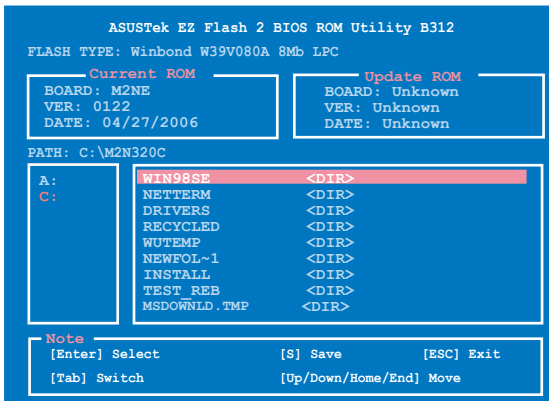 ASUSTek EZ Flash 2 BIOS ROM Utility B312
FLASH TYPE: Winbond W39V080A 8Mb LPC
Current ROM
BOARD: M2NE
VER: 0122
DATE: 04/27/2006
Update ROM
BOARD: Unknown
VER: Unknown
DATE: Unknown
PATH: C:\M2N320C
A:
C:
WIN98SE <DIR>
NETTERM <DIR>
DRIVERS <DIR>
RECYCLED <DIR>
WUTEMP <DIR>
NEWFOL~1 <DIR>
INSTALL <DIR>
TEST_REB <DIR>
MSDOWNLD.TMP <DIR>
Note
[Enter] Select [S] Save [ESC] Exit
[Tab] Switch [Up/Down/Home/End] Move